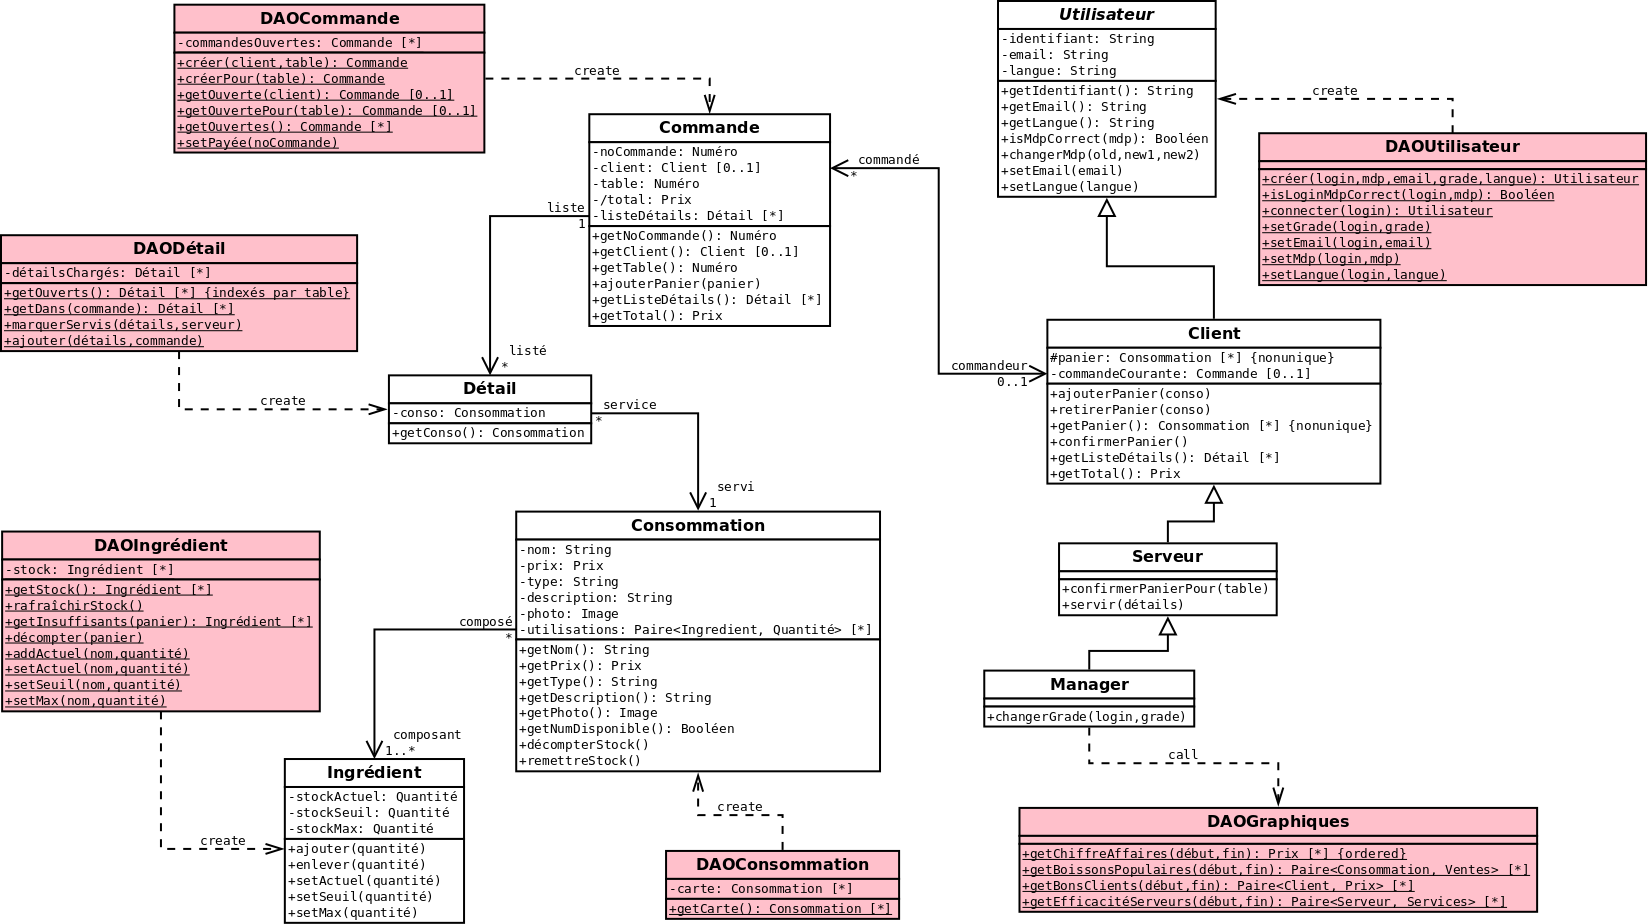 DAOCommande
-commandesOuvertes: Commande [*]
+créer(client,table): Commande
+créerPour(table): Commande
+getOuverte(client): Commande [0..1]
+getOuvertePour(table): Commande [0..1]
+getOuvertes(): Commande [*]
+setPayée(noCommande)
create
Utilisateur
-identifiant: String
-email: String
-langue: String
+getIdentifiant(): String
+getEmail(): String
+getLangue(): String
+isMdpCorrect(mdp): Booléen
+changerMdp(old,new1,new2)
+setEmail(email)
+setLangue(langue)
create
DAOUtilisateur
+créer(login,mdp,email,grade,langue): Utilisateur
+isLoginMdpCorrect(login,mdp): Booléen
+connecter(login): Utilisateur
+setGrade(login,grade)
+setEmail(login,email)
+setMdp(login,mdp)
+setLangue(login,langue)
Commande
-noCommande: Numéro
-client: Client [0..1]
-table: Numéro
-/total: Prix
-listeDétails: Détail [*]
+getNoCommande(): Numéro
+getClient(): Client [0..1]
+getTable(): Numéro
+ajouterPanier(panier)
+getListeDétails(): Détail [*]
+getTotal(): Prix
commandé
*
liste
1
DAODétail
-détailsChargés: Détail [*]
+getOuverts(): Détail [*] {indexés par table}
+getDans(commande): Détail [*]
+marquerServis(détails,serveur)
+ajouter(détails,commande)
create
listé
*
commandeur
0..1
Client
#panier: Consommation [*] {nonunique}
-commandeCourante: Commande [0..1]
+ajouterPanier(conso)
+retirerPanier(conso)
+getPanier(): Consommation [*] {nonunique}
+confirmerPanier()
+getListeDétails(): Détail [*]
+getTotal(): Prix
Détail
-conso: Consommation
+getConso(): Consommation
service
*
servi
1
Consommation
-nom: String
-prix: Prix
-type: String
-description: String
-photo: Image
-utilisations: Paire<Ingredient, Quantité> [*]
+getNom(): String
+getPrix(): Prix
+getType(): String
+getDescription(): String
+getPhoto(): Image
+getNumDisponible(): Booléen
+décompterStock()
+remettreStock()
Serveur
+confirmerPanierPour(table)
+servir(détails)
DAOIngrédient
-stock: Ingrédient [*]
+getStock(): Ingrédient [*]
+rafraîchirStock()
+getInsuffisants(panier): Ingrédient [*]
+décompter(panier)
+addActuel(nom,quantité)
+setActuel(nom,quantité)
+setSeuil(nom,quantité)
+setMax(nom,quantité)
composé
*
composant
1..*
create
Manager
+changerGrade(login,grade)
call
Ingrédient
-stockActuel: Quantité
-stockSeuil: Quantité
-stockMax: Quantité
+ajouter(quantité)
+enlever(quantité)
+setActuel(quantité)
+setSeuil(quantité)
+setMax(quantité)
create
DAOConsommation
-carte: Consommation [*]
+getCarte(): Consommation [*]
DAOGraphiques
+getChiffreAffaires(début,fin): Prix [*] {ordered}
+getBoissonsPopulaires(début,fin): Paire<Consommation, Ventes> [*]
+getBonsClients(début,fin): Paire<Client, Prix> [*]
+getEfficacitéServeurs(début,fin): Paire<Serveur, Services> [*]